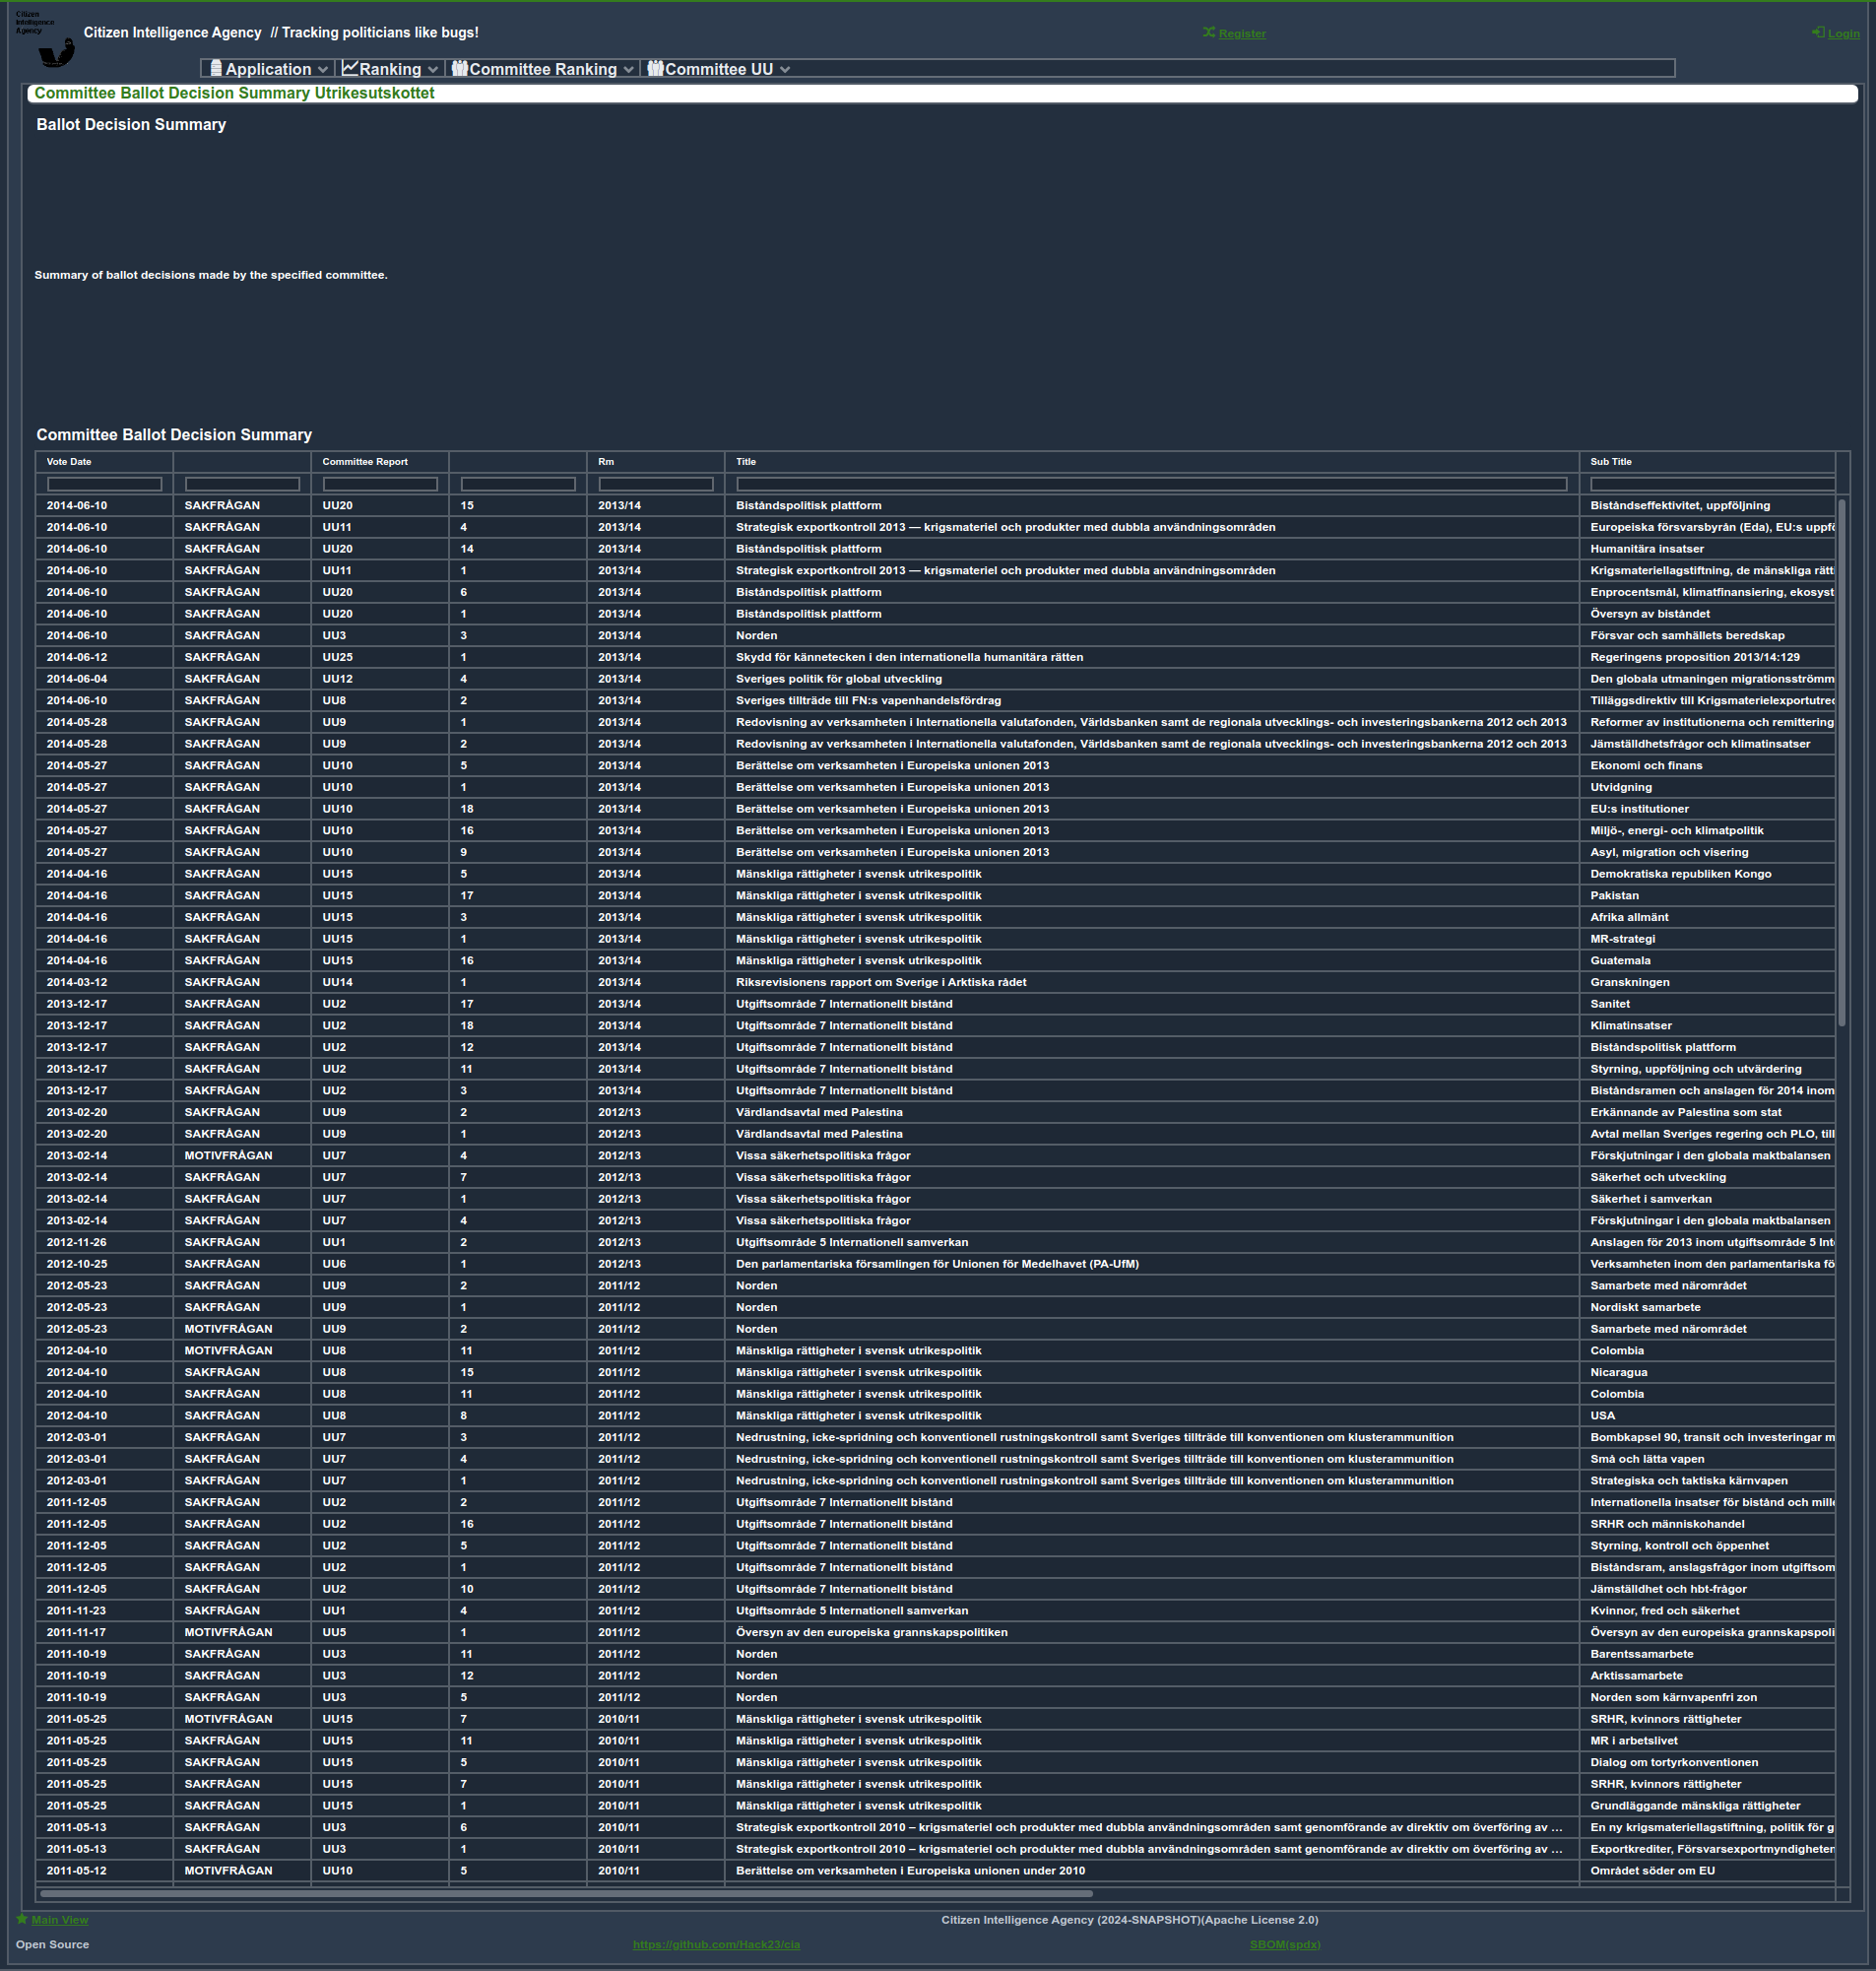 Citizen
Intelligence
Agency
Citizen Intelligence Agency // Tracking politicians like bugs!
Register
Login
Application Ranking Committee Ranking Committee UU
Committee Ballot Decision Summary Utrikesutskottet
Ballot Decision Summary
Summary of ballot decisions made by the specified committee.
Committee Ballot Decision Summary
Vote Date Committee Report Rm Title Sub Title
2014-06-10 SAKFRÅGAN UU20 15 2013/14 Biståndspolitisk plattform Biståndseffektivitet, uppföljning
2014-06-10 SAKFRÅGAN UU11 4 2013/14 Strategisk exportkontroll 2013 — krigsmateriel och produkter med dubbla användningsområden Europeiska försvarsbyrån (Eda), EU:s uppfö
2014-06-10 SAKFRÅGAN UU20 14 2013/14 Biståndspolitisk plattform Humanitära insatser
2014-06-10 SAKFRÅGAN UU11 1 2013/14 Strategisk exportkontroll 2013 — krigsmateriel och produkter med dubbla användningsområden Krigsmateriellagstiftning, de mänskliga rätt
2014-06-10 SAKFRÅGAN UU20 6 2013/14 Biståndspolitisk plattform Enprocentsmål, klimatfinansiering, ekosyst
2014-06-10 SAKFRÅGAN UU20 1 2013/14 Biståndspolitisk plattform Översyn av biståndet
2014-06-10 SAKFRÅGAN UU3 3 2013/14 Norden Försvar och samhällets beredskap
2014-06-12 SAKFRÅGAN UU25 1 2013/14 Skydd för kännetecken i den internationella humanitära rätten Regeringens proposition 2013/14:129
2014-06-04 SAKFRÅGAN UU12 4 2013/14 Sveriges politik för global utveckling Den globala utmaningen migrationsströmm
2014-06-10 SAKFRÅGAN UU8 2 2013/14 Sveriges tillträde till FN:s vapenhandelsfördrag Tilläggsdirektiv till Krigsmaterielexportutred
2014-05-28 SAKFRÅGAN UU9 1 2013/14 Redovisning av verksamheten i Internationella valutafonden, Världsbanken samt de regionala utvecklings- och investeringsbankerna 2012 och 2013 Reformer av institutionerna och remittering
2014-05-28 SAKFRÅGAN UU9 2 2013/14 Redovisning av verksamheten i Internationella valutafonden, Världsbanken samt de regionala utvecklings- och investeringsbankerna 2012 och 2013 Jämställdhetsfrågor och klimatinsatser
2014-05-27 SAKFRÅGAN UU10 5 2013/14 Berättelse om verksamheten i Europeiska unionen 2013 Ekonomi och finans
2014-05-27 SAKFRÅGAN UU10 1 2013/14 Berättelse om verksamheten i Europeiska unionen 2013 Utvidgning
2014-05-27 SAKFRÅGAN UU10 18 2013/14 Berättelse om verksamheten i Europeiska unionen 2013 EU:s institutioner
2014-05-27 SAKFRÅGAN UU10 16 2013/14 Berättelse om verksamheten i Europeiska unionen 2013 Miljö-, energi- och klimatpolitik
2014-05-27 SAKFRÅGAN UU10 9 2013/14 Berättelse om verksamheten i Europeiska unionen 2013 Asyl, migration och visering
2014-04-16 SAKFRÅGAN UU15 5 2013/14 Mänskliga rättigheter i svensk utrikespolitik Demokratiska republiken Kongo
2014-04-16 SAKFRÅGAN UU15 17 2013/14 Mänskliga rättigheter i svensk utrikespolitik Pakistan
2014-04-16 SAKFRÅGAN UU15 3 2013/14 Mänskliga rättigheter i svensk utrikespolitik Afrika allmänt
2014-04-16 SAKFRÅGAN UU15 1 2013/14 Mänskliga rättigheter i svensk utrikespolitik MR-strategi
2014-04-16 SAKFRÅGAN UU15 16 2013/14 Mänskliga rättigheter i svensk utrikespolitik Guatemala
2014-03-12 SAKFRÅGAN UU14 1 2013/14 Riksrevisionens rapport om Sverige i Arktiska rådet Granskningen
2013-12-17 SAKFRÅGAN UU2 17 2013/14 Utgiftsområde 7 Internationellt bistånd Sanitet
2013-12-17 SAKFRÅGAN UU2 18 2013/14 Utgiftsområde 7 Internationellt bistånd Klimatinsatser
2013-12-17 SAKFRÅGAN UU2 12 2013/14 Utgiftsområde 7 Internationellt bistånd Biståndspolitisk plattform
2013-12-17 SAKFRÅGAN UU2 11 2013/14 Utgiftsområde 7 Internationellt bistånd Styrning, uppföljning och utvärdering
2013-12-17 SAKFRÅGAN UU2 3 2013/14 Utgiftsområde 7 Internationellt bistånd Biståndsramen och anslagen för 2014 inom
2013-02-20 SAKFRÅGAN UU9 2 2012/13 Värdlandsavtal med Palestina Erkännande av Palestina som stat
2013-02-20 SAKFRÅGAN UU9 1 2012/13 Värdlandsavtal med Palestina Avtal mellan Sveriges regering och PLO, till
2013-02-14 MOTIVFRÅGAN UU7 4 2012/13 Vissa säkerhetspolitiska frågor Förskjutningar i den globala maktbalansen
2013-02-14 SAKFRÅGAN UU7 7 2012/13 Vissa säkerhetspolitiska frågor Säkerhet och utveckling
2013-02-14 SAKFRÅGAN UU7 1 2012/13 Vissa säkerhetspolitiska frågor Säkerhet i samverkan
2013-02-14 SAKFRÅGAN UU7 4 2012/13 Vissa säkerhetspolitiska frågor Förskjutningar i den globala maktbalansen
2012-11-26 SAKFRÅGAN UU1 2 2012/13 Utgiftsområde 5 Internationell samverkan Anslagen för 2013 inom utgiftsområde 5 Int
2012-10-25 SAKFRÅGAN UU6 1 2012/13 Den parlamentariska församlingen för Unionen för Medelhavet (PA-UfM) Verksamheten inom den parlamentariska fö
2012-05-23 SAKFRÅGAN UU9 2 2011/12 Norden Samarbete med närområdet
2012-05-23 SAKFRÅGAN UU9 1 2011/12 Norden Nordiskt samarbete
2012-05-23 MOTIVFRÅGAN UU9 2 2011/12 Norden Samarbete med närområdet
2012-04-10 MOTIVFRÅGAN UU8 11 2011/12 Mänskliga rättigheter i svensk utrikespolitik Colombia
2012-04-10 SAKFRÅGAN UU8 15 2011/12 Mänskliga rättigheter i svensk utrikespolitik Nicaragua
2012-04-10 SAKFRÅGAN UU8 11 2011/12 Mänskliga rättigheter i svensk utrikespolitik Colombia
2012-04-10 SAKFRÅGAN UU8 8 2011/12 Mänskliga rättigheter i svensk utrikespolitik USA
2012-03-01 SAKFRÅGAN UU7 3 2011/12 Nedrustning, icke-spridning och konventionell rustningskontroll samt Sveriges tillträde till konventionen om klusterammunition Bombkapsel 90, transit och investeringar m
2012-03-01 SAKFRÅGAN UU7 4 2011/12 Nedrustning, icke-spridning och konventionell rustningskontroll samt Sveriges tillträde till konventionen om klusterammunition Små och lätta vapen
2012-03-01 SAKFRÅGAN UU7 1 2011/12 Nedrustning, icke-spridning och konventionell rustningskontroll samt Sveriges tillträde till konventionen om klusterammunition Strategiska och taktiska kärnvapen
2011-12-05 SAKFRÅGAN UU2 2 2011/12 Utgiftsområde 7 Internationellt bistånd Internationella insatser för bistånd och mille
2011-12-05 SAKFRÅGAN UU2 16 2011/12 Utgiftsområde 7 Internationellt bistånd SRHR och människohandel
2011-12-05 SAKFRÅGAN UU2 5 2011/12 Utgiftsområde 7 Internationellt bistånd Styrning, kontroll och öppenhet
2011-12-05 SAKFRÅGAN UU2 1 2011/12 Utgiftsområde 7 Internationellt bistånd Biståndsram, anslagsfrågor inom utgiftsom
2011-12-05 SAKFRÅGAN UU2 10 2011/12 Utgiftsområde 7 Internationellt bistånd Jämställdhet och hbt-frågor
2011-11-23 SAKFRÅGAN UU1 4 2011/12 Utgiftsområde 5 Internationell samverkan Kvinnor, fred och säkerhet
2011-11-17 MOTIVFRÅGAN UU5 1 2011/12 Översyn av den europeiska grannskapspolitiken Översyn av den europeiska grannskapspoli
2011-10-19 SAKFRÅGAN UU3 11 2011/12 Norden Barentssamarbete
2011-10-19 SAKFRÅGAN UU3 12 2011/12 Norden Arktissamarbete
2011-10-19 SAKFRÅGAN UU3 5 2011/12 Norden Norden som kärnvapenfri zon
2011-05-25 MOTIVFRÅGAN UU15 7 2010/11 Mänskliga rättigheter i svensk utrikespolitik SRHR, kvinnors rättigheter
2011-05-25 SAKFRÅGAN UU15 11 2010/11 Mänskliga rättigheter i svensk utrikespolitik MR i arbetslivet
2011-05-25 SAKFRÅGAN UU15 5 2010/11 Mänskliga rättigheter i svensk utrikespolitik Dialog om tortyrkonventionen
2011-05-25 SAKFRÅGAN UU15 7 2010/11 Mänskliga rättigheter i svensk utrikespolitik SRHR, kvinnors rättigheter
2011-05-25 SAKFRÅGAN UU15 1 2010/11 Mänskliga rättigheter i svensk utrikespolitik Grundläggande mänskliga rättigheter
2011-05-13 SAKFRÅGAN UU3 6 2010/11 Strategisk exportkontroll 2010 – krigsmateriel och produkter med dubbla användningsområden samt genomförande av direktiv om överföring av … En ny krigsmateriellagstiftning, politik för g
2011-05-13 SAKFRÅGAN UU3 1 2010/11 Strategisk exportkontroll 2010 – krigsmateriel och produkter med dubbla användningsområden samt genomförande av direktiv om överföring av … Exportkrediter, Försvarsexportmyndigheten
2011-05-12 MOTIVFRÅGAN UU10 5 2010/11 Berättelse om verksamheten i Europeiska unionen under 2010 Området söder om EU
Main View
Citizen Intelligence Agency (2024-SNAPSHOT)(Apache License 2.0)
Open Source
https://github.com/Hack23/cia
SBOM(spdx)